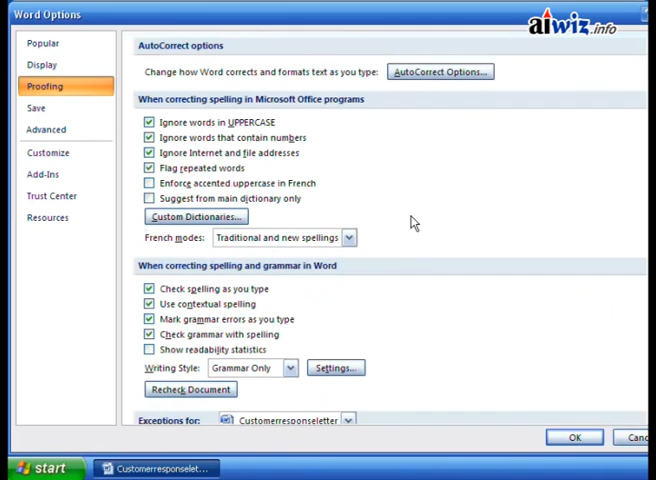 Word Options
aiwiz.info
Popular
Display
Proofing
Save
Advanced
Customize
Add-Ins
Trust Center
Resources
AutoCorrect options
Change how Word corrects and formats text as you type: AutoCorrect Options...
When correcting spelling in Microsoft Office programs
Ignore words in UPPERCASE
Ignore words that contain numbers
Ignore Internet and file addresses
Flag repeated words
Enforce accented uppercase in French
Suggest from main dictionary only
Custom Dictionaries...
French modes: Traditional and new spellings
When correcting spelling and grammar in Word
Check spelling as you type
Use contextual spelling
Mark grammar errors as you type
Check grammar with spelling
Show readability statistics
Writing Style: Grammar Only Settings...
Recheck Document
Exceptions for: Customerresponseletter
OK Canc
start Customerresponselet...